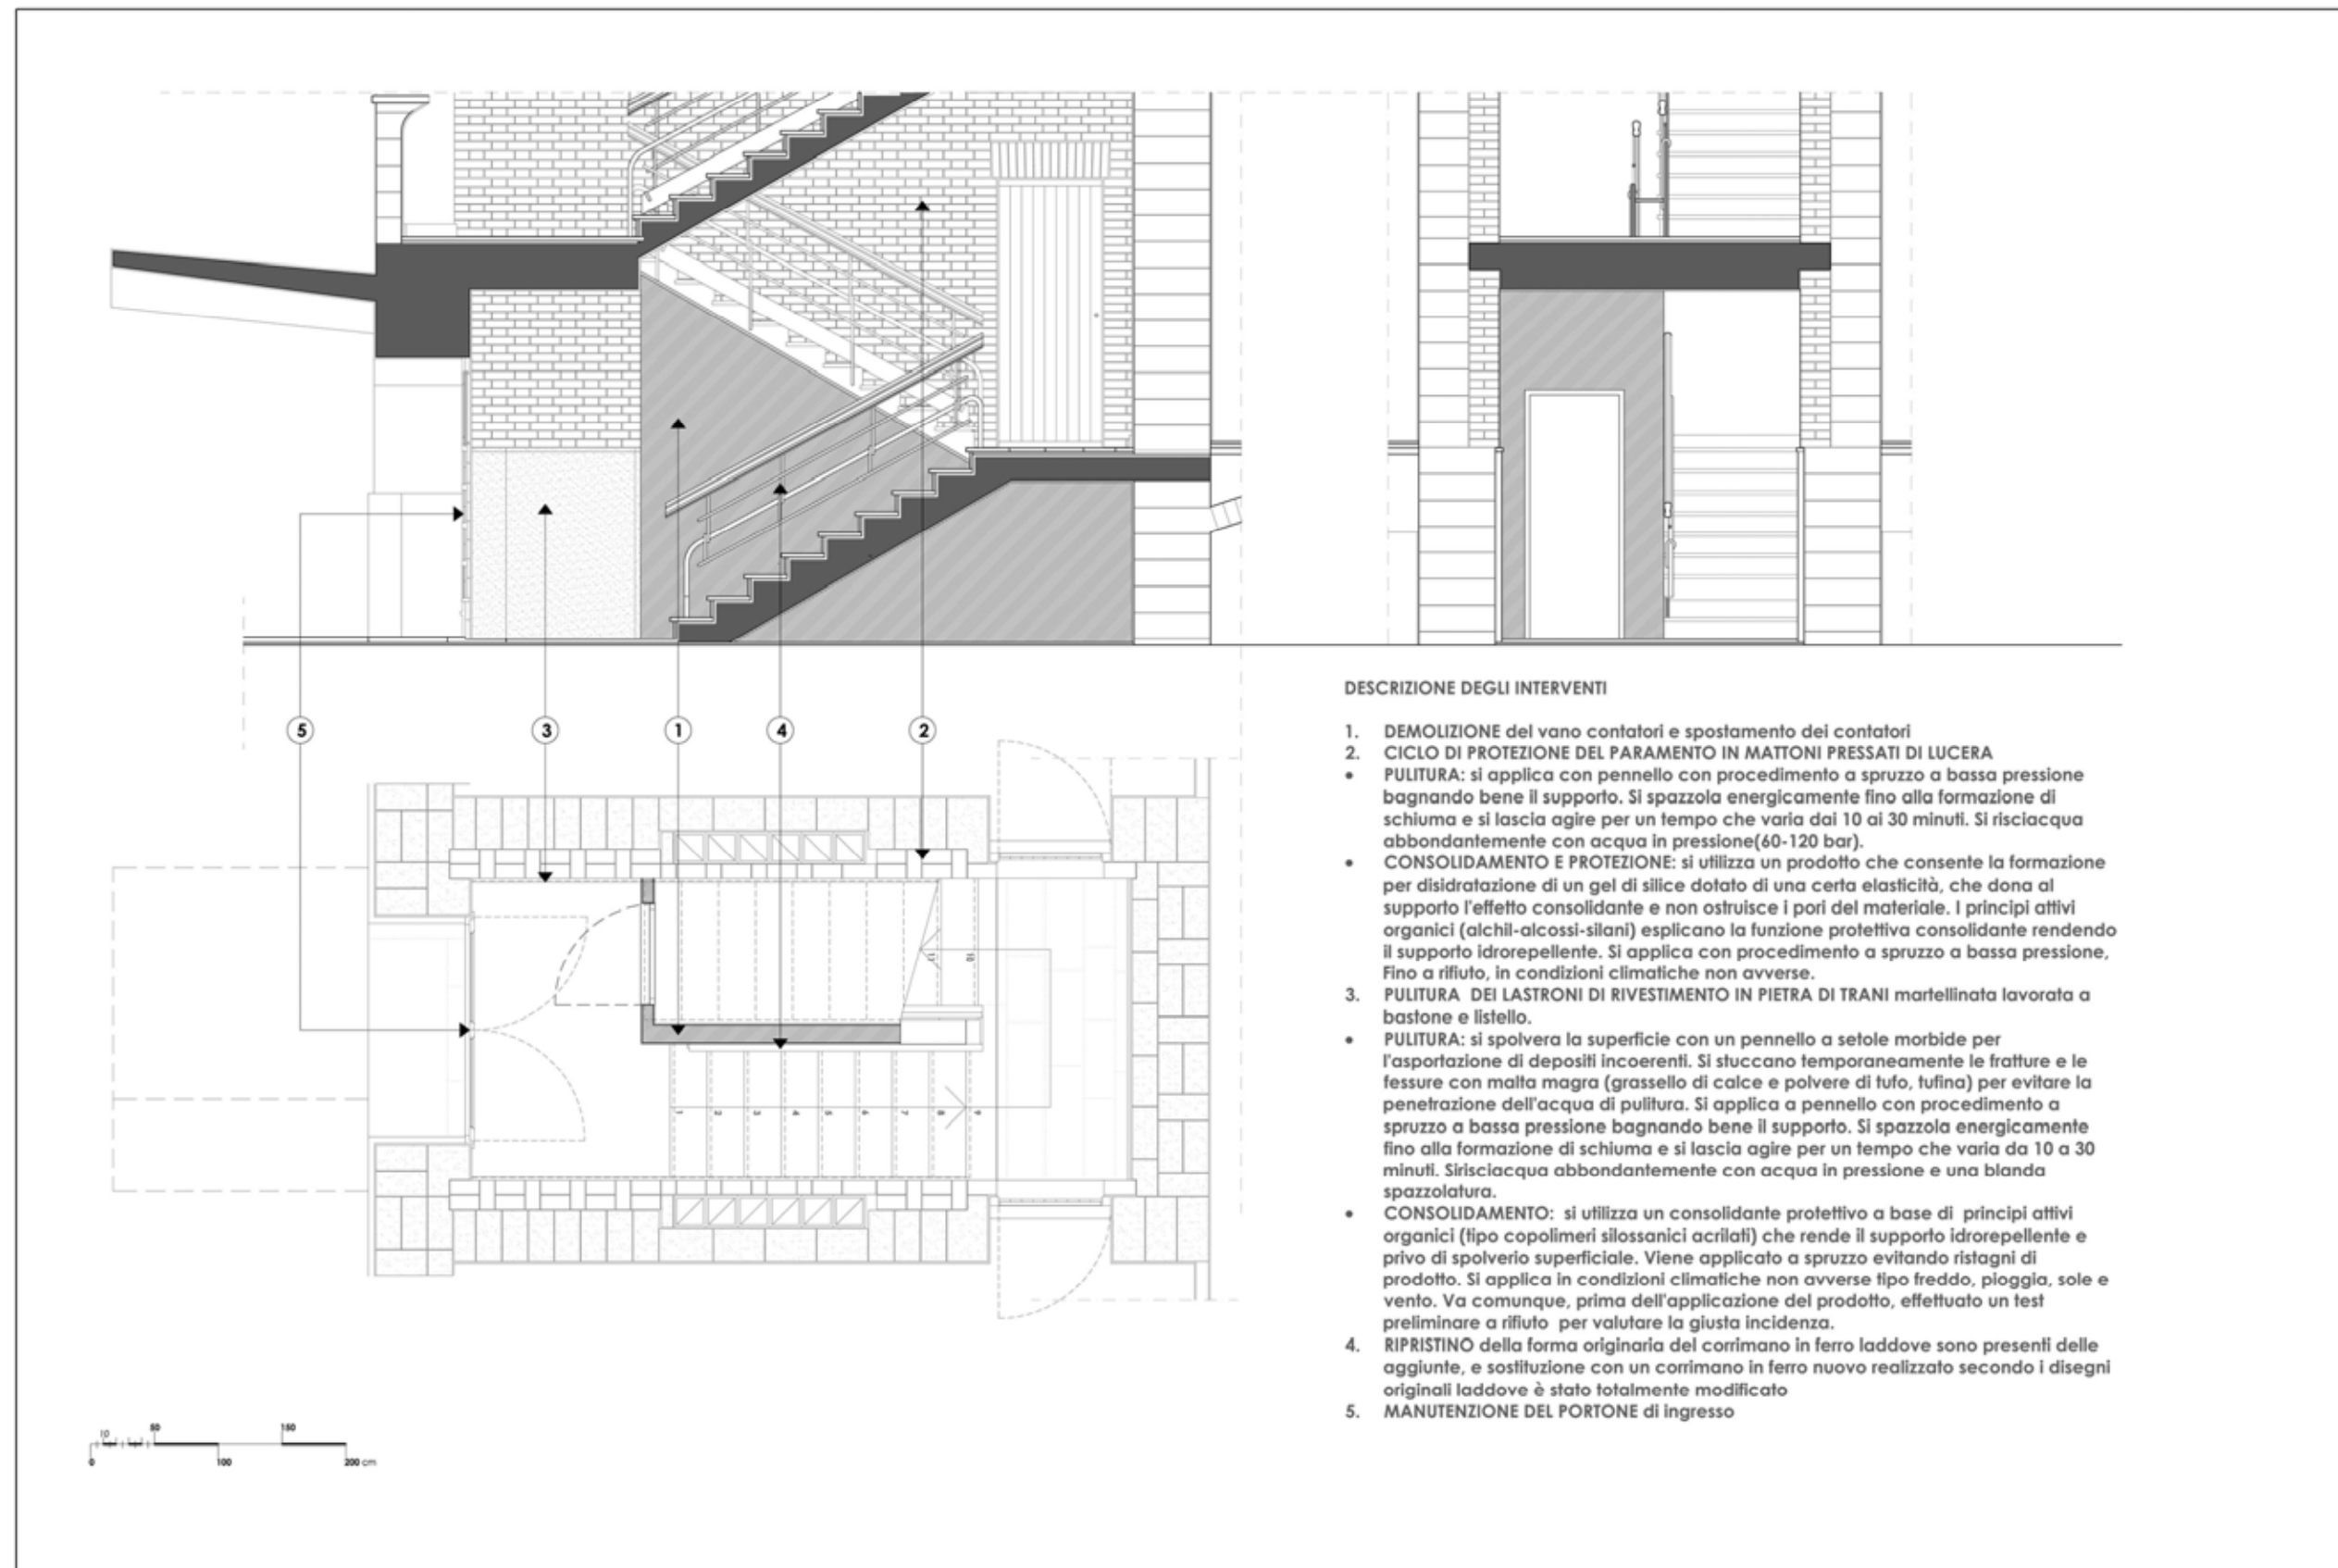 5 3 1 4 2
11 10
1 2 3 4 5 6 7 8 9
10 50 150
0 100 200 cm
DESCRIZIONE DEGLI INTERVENTI
1. DEMOLIZIONE del vano contatori e spostamento dei contatori
2. CICLO DI PROTEZIONE DEL PARAMENTO IN MATTONI PRESSATI DI LUCERA
• PULITURA: si applica con pennello con procedimento a spruzzo a bassa pressione
bagnando bene il supporto. Si spazzola energicamente fino alla formazione di
schiuma e si lascia agire per un tempo che varia dai 10 ai 30 minuti. Si risciacqua
abbondantemente con acqua in pressione(60-120 bar).
• CONSOLIDAMENTO E PROTEZIONE: si utilizza un prodotto che consente la formazione
per disidratazione di un gel di silice dotato di una certa elasticità, che dona al
supporto l'effetto consolidante e non ostruisce i pori del materiale. I principi attivi
organici (alchil-alcossi-silani) esplicano la funzione protettiva consolidante rendendo
il supporto idrorepellente. Si applica con procedimento a spruzzo a bassa pressione,
Fino a rifiuto, in condizioni climatiche non avverse.
3. PULITURA DEI LASTRONI DI RIVESTIMENTO IN PIETRA DI TRANI martellinata lavorata a
bastone e listello.
• PULITURA: si spolvera la superficie con un pennello a setole morbide per
l'asportazione di depositi incoerenti. Si stuccano temporaneamente le fratture e le
fessure con malta magra (grassello di calce e polvere di tufo, tufina) per evitare la
penetrazione dell'acqua di pulitura. Si applica a pennello con procedimento a
spruzzo a bassa pressione bagnando bene il supporto. Si spazzola energicamente
fino alla formazione di schiuma e si lascia agire per un tempo che varia da 10 a 30
minuti. Sirisciacqua abbondantemente con acqua in pressione e una blanda
spazzolatura.
• CONSOLIDAMENTO: si utilizza un consolidante protettivo a base di principi attivi
organici (tipo copolimeri silossanici acrilati) che rende il supporto idrorepellente e
privo di spolverio superficiale. Viene applicato a spruzzo evitando ristagni di
prodotto. Si applica in condizioni climatiche non avverse tipo freddo, pioggia, sole e
vento. Va comunque, prima dell'applicazione del prodotto, effettuato un test
preliminare a rifiuto per valutare la giusta incidenza.
4. RIPRISTINO della forma originaria del corrimano in ferro laddove sono presenti delle
aggiunte, e sostituzione con un corrimano in ferro nuovo realizzato secondo i disegni
originali laddove è stato totalmente modificato
5. MANUTENZIONE DEL PORTONE di ingresso